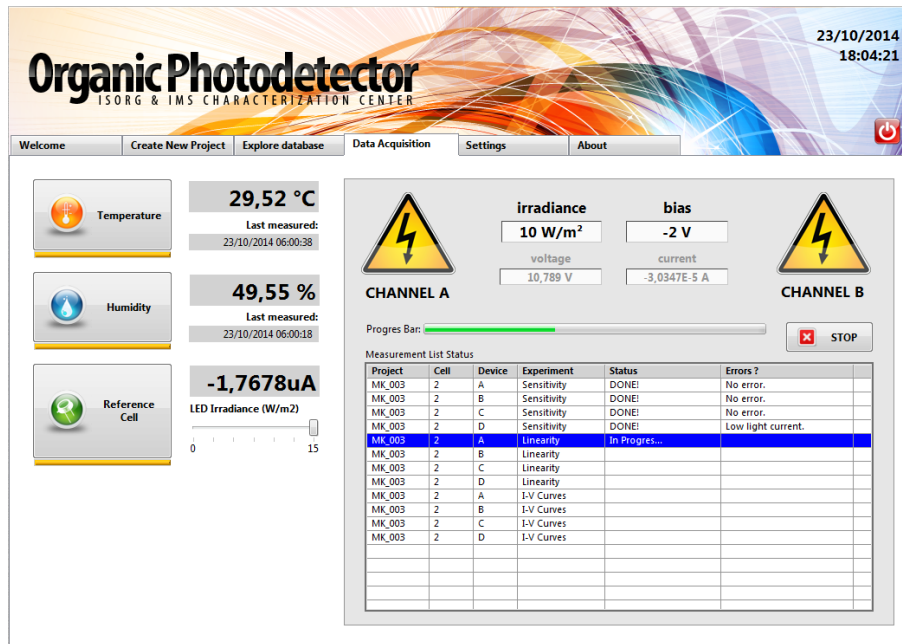 23/10/2014
18:04:21
Organic Photodetector
ISORG & IMS CHARACTERIZATION CENTER
Welcome
Create New Project
Explore database
Data Acquisition
Settings
About
Temperature
29,52 °C
Last measured:
23/10/2014 06:00:38
Humidity
49,55 %
Last measured:
23/10/2014 06:00:18
Reference
Cell
-1,7678uA
LED Irradiance (W/m2)
0 15
CHANNEL A
irradiance
10 W/m²
bias
-2 V
voltage
10,789 V
current
-3,0347E-5 A
CHANNEL B
Progres Bar:
STOP
Measurement List Status
Project Cell Device Experiment Status Errors ?
MK_003 2 A Sensitivity DONE! No error.
MK_003 2 B Sensitivity DONE! No error.
MK_003 2 C Sensitivity DONE! No error.
MK_003 2 D Sensitivity DONE! Low light current.
MK_003 2 A Linearity In Progres...
MK_003 2 B Linearity
MK_003 2 C Linearity
MK_003 2 D Linearity
MK_003 2 A I-V Curves
MK_003 2 B I-V Curves
MK_003 2 C I-V Curves
MK_003 2 D I-V Curves